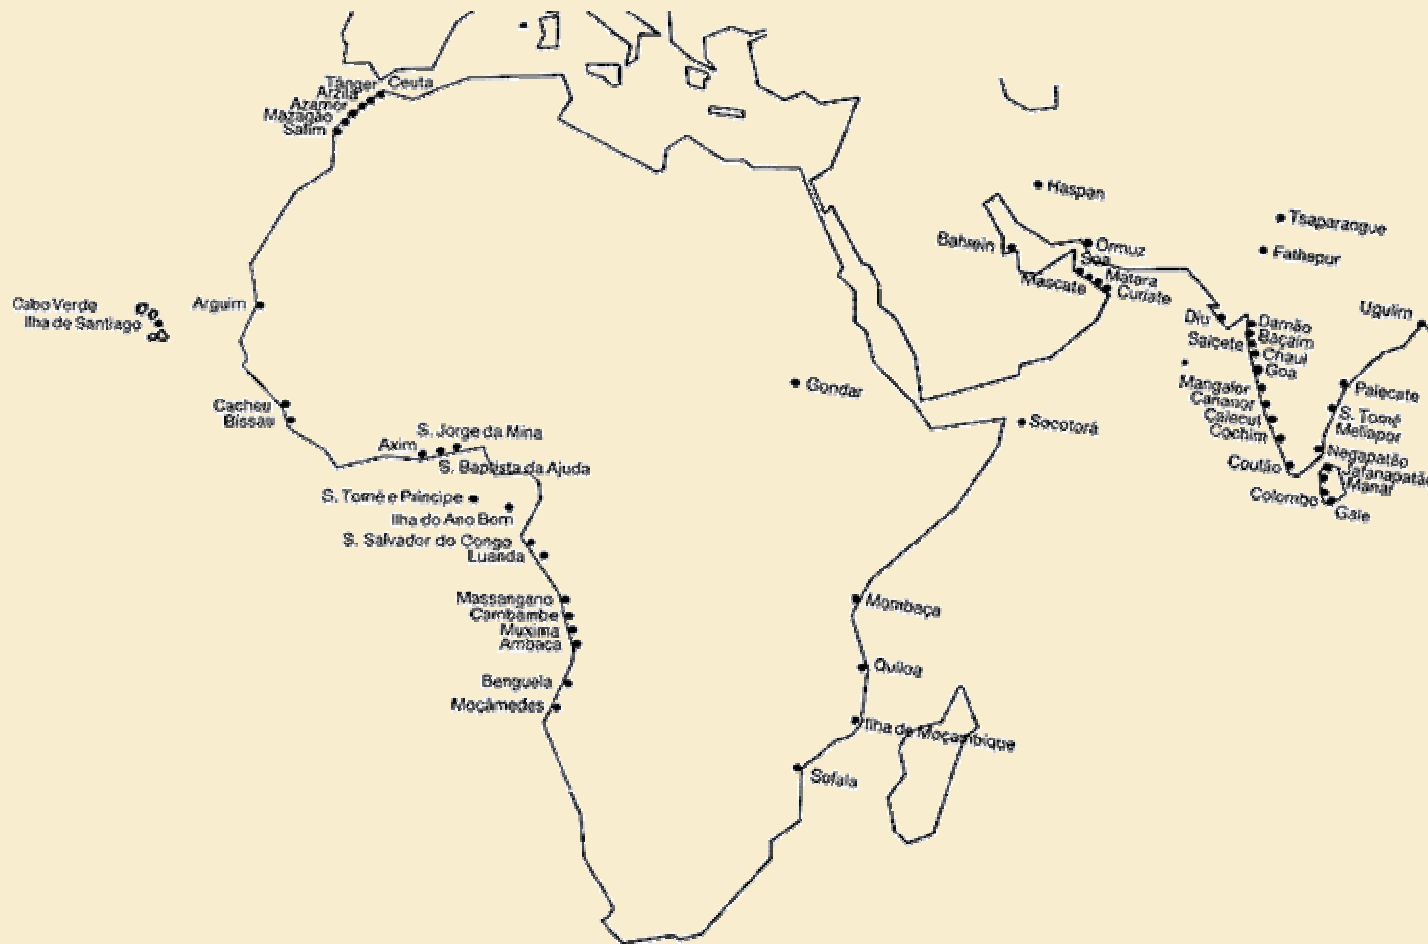 Tânger
Ceuta
Arzila
Azamor
Mazagão
Safim
Haspan
Tsaparangue
Bahrein
Ormuz
Fathepur
Soa
Matara
Mascate
Curiate
Cabo Verde
Ilha de Santiago
Arguim
Ugulim
Diu
Damão
Baçaim
Salcete
Chaul
Goa
Gondar
Mangalor
Cananor
Calecut
Cochim
Palecate
S. Tomé
Meliapor
Cacheu
Bissau
Socotorá
Axim
S. Jorge da Mina
S. Baptista da Ajuda
Coulão
Negapatão
Jafanapatão
Manar
Colombo
Gale
S. Tomé e Principe
Ilha do Ano Bom
S. Salvador do Congo
Luanda
Massangano
Cambambe
Muxima
Ambaca
Mombaça
Benguela
Quiloa
Moçâmedes
Ilha de Moçambique
Sofala